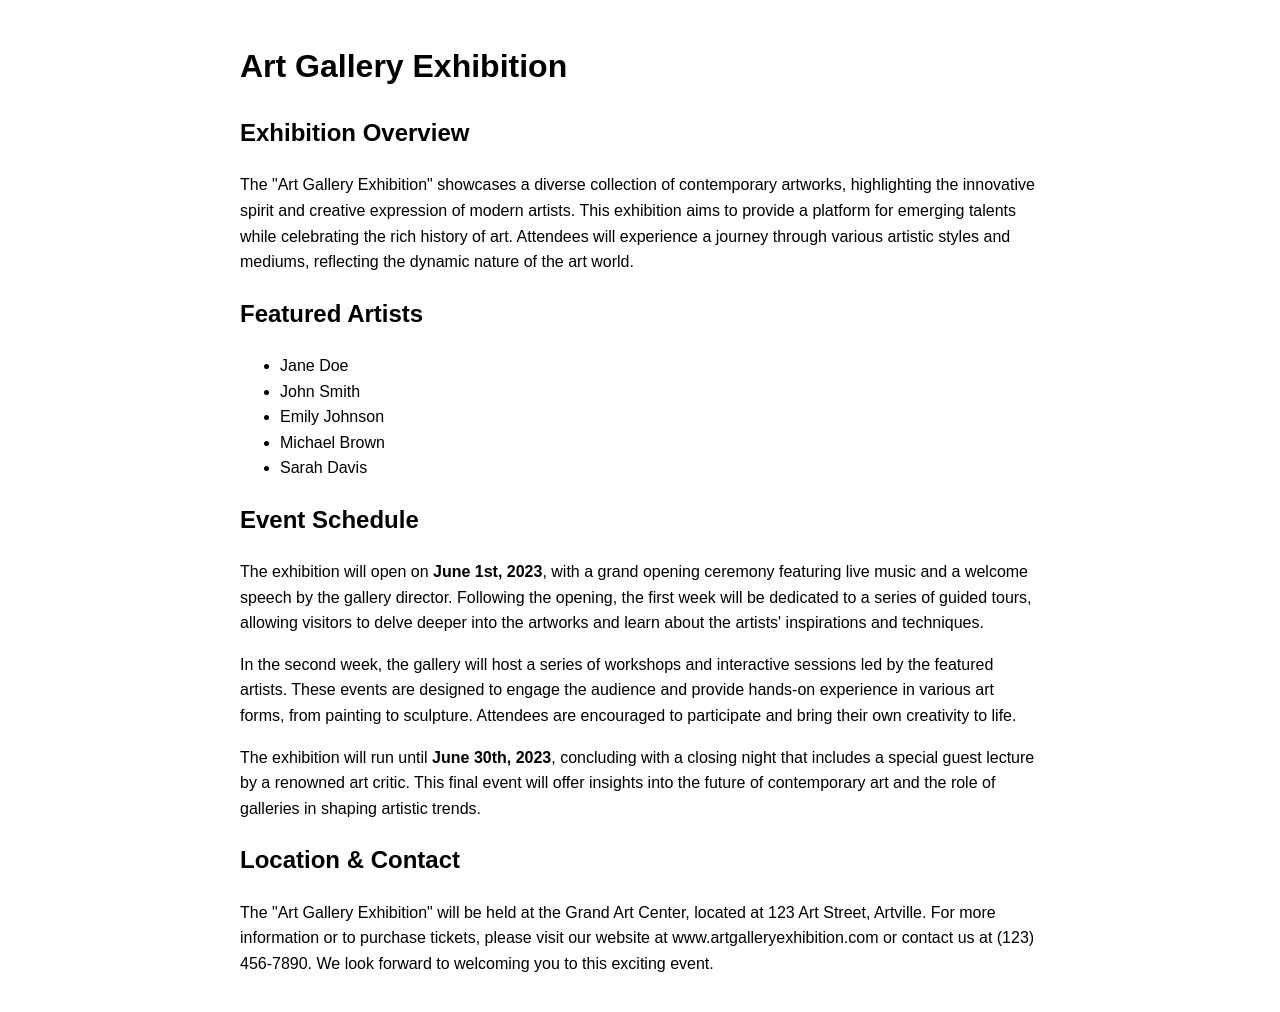 Art Gallery Exhibition
Exhibition Overview
The "Art Gallery Exhibition" showcases a diverse collection of contemporary artworks, highlighting the innovative
spirit and creative expression of modern artists. This exhibition aims to provide a platform for emerging talents
while celebrating the rich history of art. Attendees will experience a journey through various artistic styles and
mediums, reflecting the dynamic nature of the art world.
Featured Artists
• Jane Doe
• John Smith
• Emily Johnson
• Michael Brown
• Sarah Davis
Event Schedule
The exhibition will open on June 1st, 2023, with a grand opening ceremony featuring live music and a welcome
speech by the gallery director. Following the opening, the first week will be dedicated to a series of guided tours,
allowing visitors to delve deeper into the artworks and learn about the artists' inspirations and techniques.
In the second week, the gallery will host a series of workshops and interactive sessions led by the featured
artists. These events are designed to engage the audience and provide hands-on experience in various art
forms, from painting to sculpture. Attendees are encouraged to participate and bring their own creativity to life.
The exhibition will run until June 30th, 2023, concluding with a closing night that includes a special guest lecture
by a renowned art critic. This final event will offer insights into the future of contemporary art and the role of
galleries in shaping artistic trends.
Location & Contact
The "Art Gallery Exhibition" will be held at the Grand Art Center, located at 123 Art Street, Artville. For more
information or to purchase tickets, please visit our website at www.artgalleryexhibition.com or contact us at (123)
456-7890. We look forward to welcoming you to this exciting event.